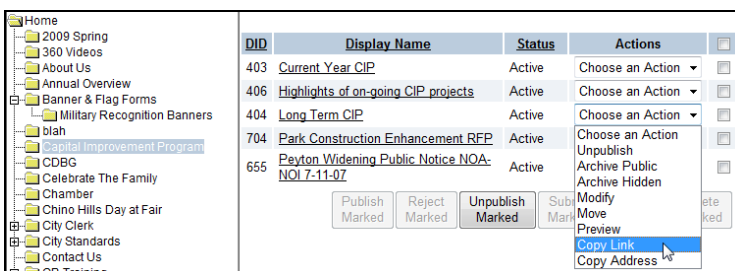 Home
2009 Spring
360 Videos
About Us
Annual Overview
Banner & Flag Forms
Military Recognition Banners
blah
Capital Improvement Program
CDBG
Celebrate The Family
Chamber
Chino Hills Day at Fair
City Clerk
City Standards
Contact Us
DID Display Name Status Actions
403 Current Year CIP Active Choose an Action
406 Highlights of on-going CIP projects Active Choose an Action
404 Long Term CIP Active Choose an Action
704 Park Construction Enhancement RFP Active
655 Peyton Widening Public Notice NOA-
NOI 7-11-07 Active
Choose an Action
Unpublish
Archive Public
Archive Hidden
Modify
Move
Preview
Copy Link
Copy Address
Publish
Marked
Reject
Marked
Unpublish
Marked